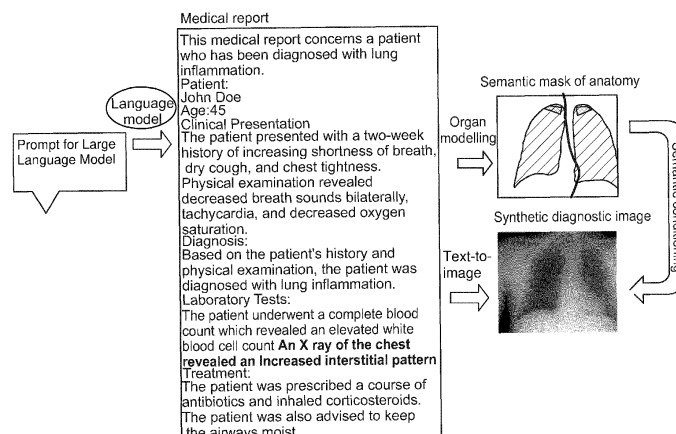 Medical report
This medical report concerns a patient
who has been diagnosed with lung
inflammation.
Patient:
John Doe
Age:45
Clinical Presentation
The patient presented with a two-week
history of increasing shortness of breath,
dry cough, and chest tightness.
Physical examination revealed
decreased breath sounds bilaterally,
tachycardia, and decreased oxygen
saturation.
Diagnosis:
Based on the patient's history and
physical examination, the patient was
diagnosed with lung inflammation.
Laboratory Tests:
The patient underwent a complete blood
count which revealed an elevated white
blood cell count An X ray of the chest
revealed an Increased interstitial pattern
Treatment:
The patient was prescribed a course of
antibiotics and inhaled corticosteroids.
The patient was also advised to keep
the airways moist
Language
model
Prompt for Large
Language Model
Semantic mask of anatomy
Organ
modelling
Synthetic diagnostic image
Text-to-
image